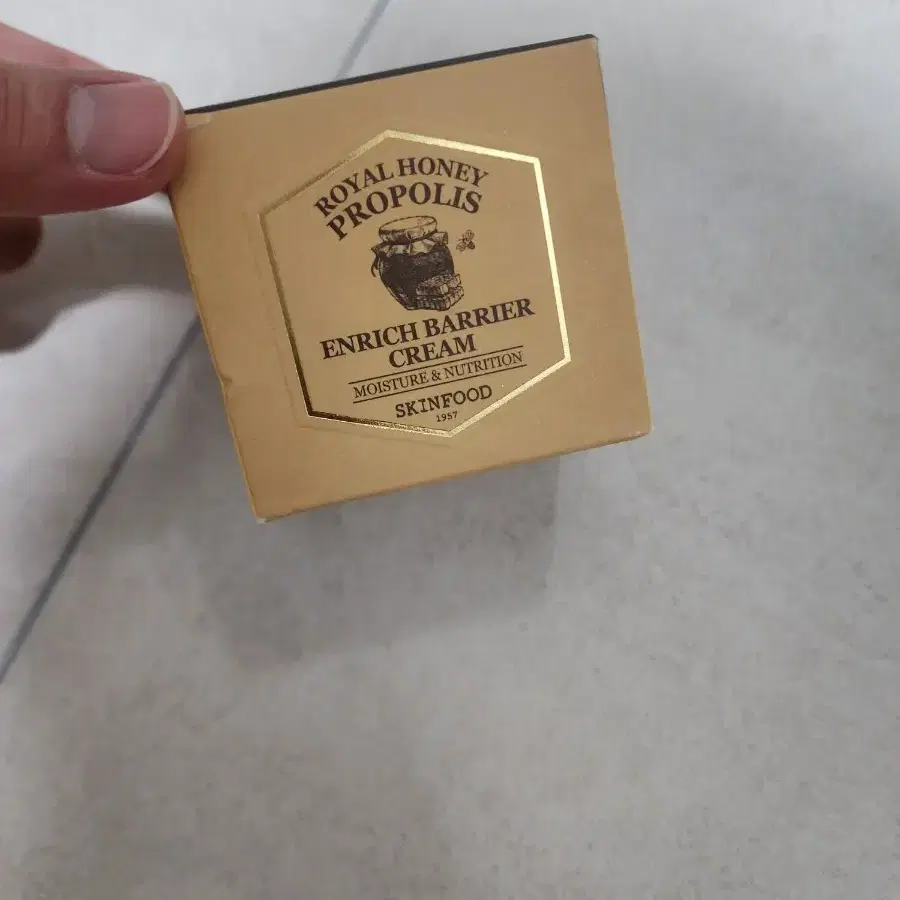 ROYAL HONEY
PROPOLIS
ENRICH BARRIER
CREAM
MOISTURE & NUTRITION
SKINFOOD
1957